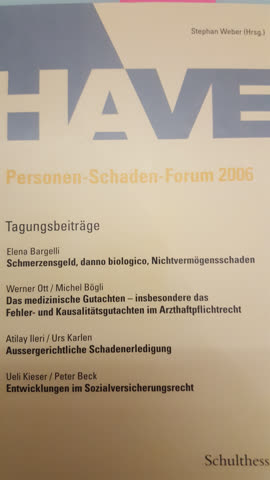 Stephan Weber (Hrsg.)
HAVE
Personen-Schaden-Forum 2006
Tagungsbeiträge
Elena Bargelli
Schmerzensgeld, danno biologico, Nichtvermögensschaden
Werner Ott / Michel Bögli
Das medizinische Gutachten – insbesondere das
Fehler- und Kausalitätsgutachten im Arzthaftpflichtrecht
Atilay Ileri / Urs Karlen
Aussergerichtliche Schadenerledigung
Ueli Kieser / Peter Beck
Entwicklungen im Sozialversicherungsrecht
Schulthess